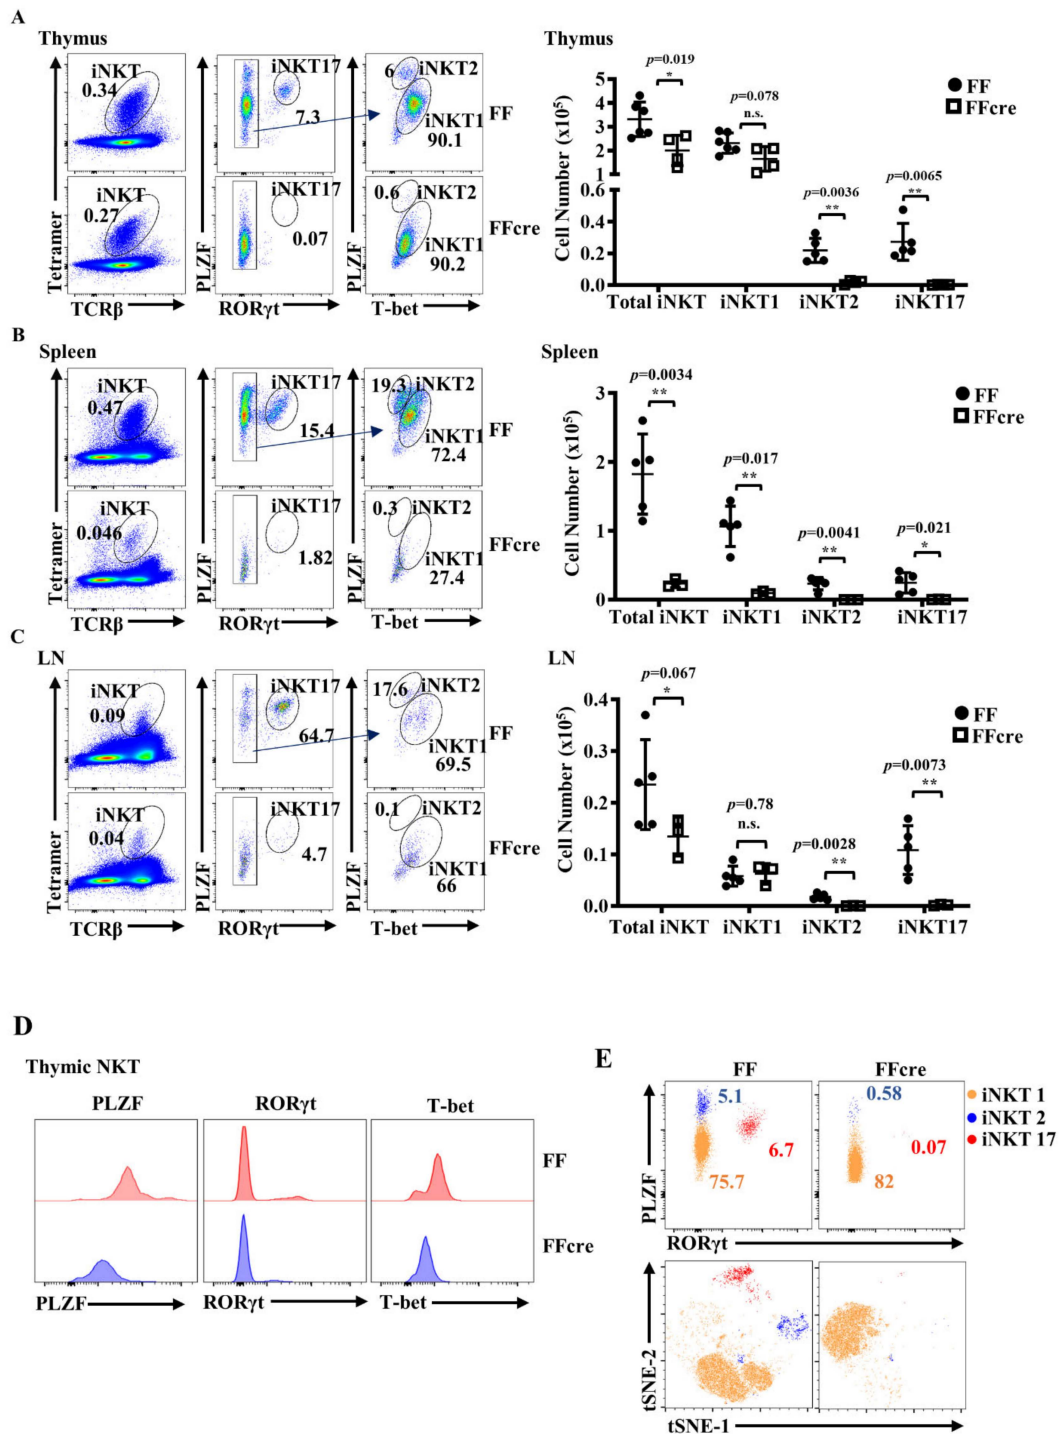 A
Thymus
iNKT
0.34
iNKT17
7.3
6
iNKT2
iNKT1
90.1
FF
iNKT
0.27
iNKT17
0.07
0.6
iNKT2
iNKT1
90.2
FFcre
Tetramer
TCRβ
PLZF
RORγt
PLZF
T-bet
Thymus
Cell Number (x10⁵)
5
4
3
2
1
0.6
0.4
0.2
0.0
p=0.019
*
p=0.078
n.s.
p=0.0036
**
p=0.0065
**
FF
FFcre
Total iNKT iNKT1 iNKT2 iNKT17
B
Spleen
iNKT
0.47
iNKT17
15.4
19.3
iNKT2
iNKT1
72.4
FF
iNKT
0.046
iNKT17
1.82
0.3
iNKT2
iNKT1
27.4
FFcre
Tetramer
TCRβ
PLZF
RORγt
PLZF
T-bet
Spleen
Cell Number (x10⁵)
3
2
1
0
p=0.0034
**
p=0.017
**
p=0.0041
**
p=0.021
*
FF
FFcre
Total iNKT iNKT1 iNKT2 iNKT17
C
LN
iNKT
0.09
iNKT17
64.7
17.6
iNKT2
iNKT1
69.5
FF
iNKT
0.04
iNKT17
4.7
0.1
iNKT2
iNKT1
66
FFcre
Tetramer
TCRβ
PLZF
RORγt
PLZF
T-bet
LN
Cell Number (x10⁵)
0.4
0.3
0.2
0.1
0.0
p=0.067
*
p=0.78
n.s.
p=0.0028
**
p=0.0073
**
FF
FFcre
Total iNKT iNKT1 iNKT2 iNKT17
D
Thymic NKT
PLZF RORγt T-bet
FF
FFcre
PLZF RORγt T-bet
E
FF FFcre
5.1
6.7
75.7
0.58
0.07
82
iNKT 1
iNKT 2
iNKT 17
PLZF
RORγt
tSNE-2
tSNE-1